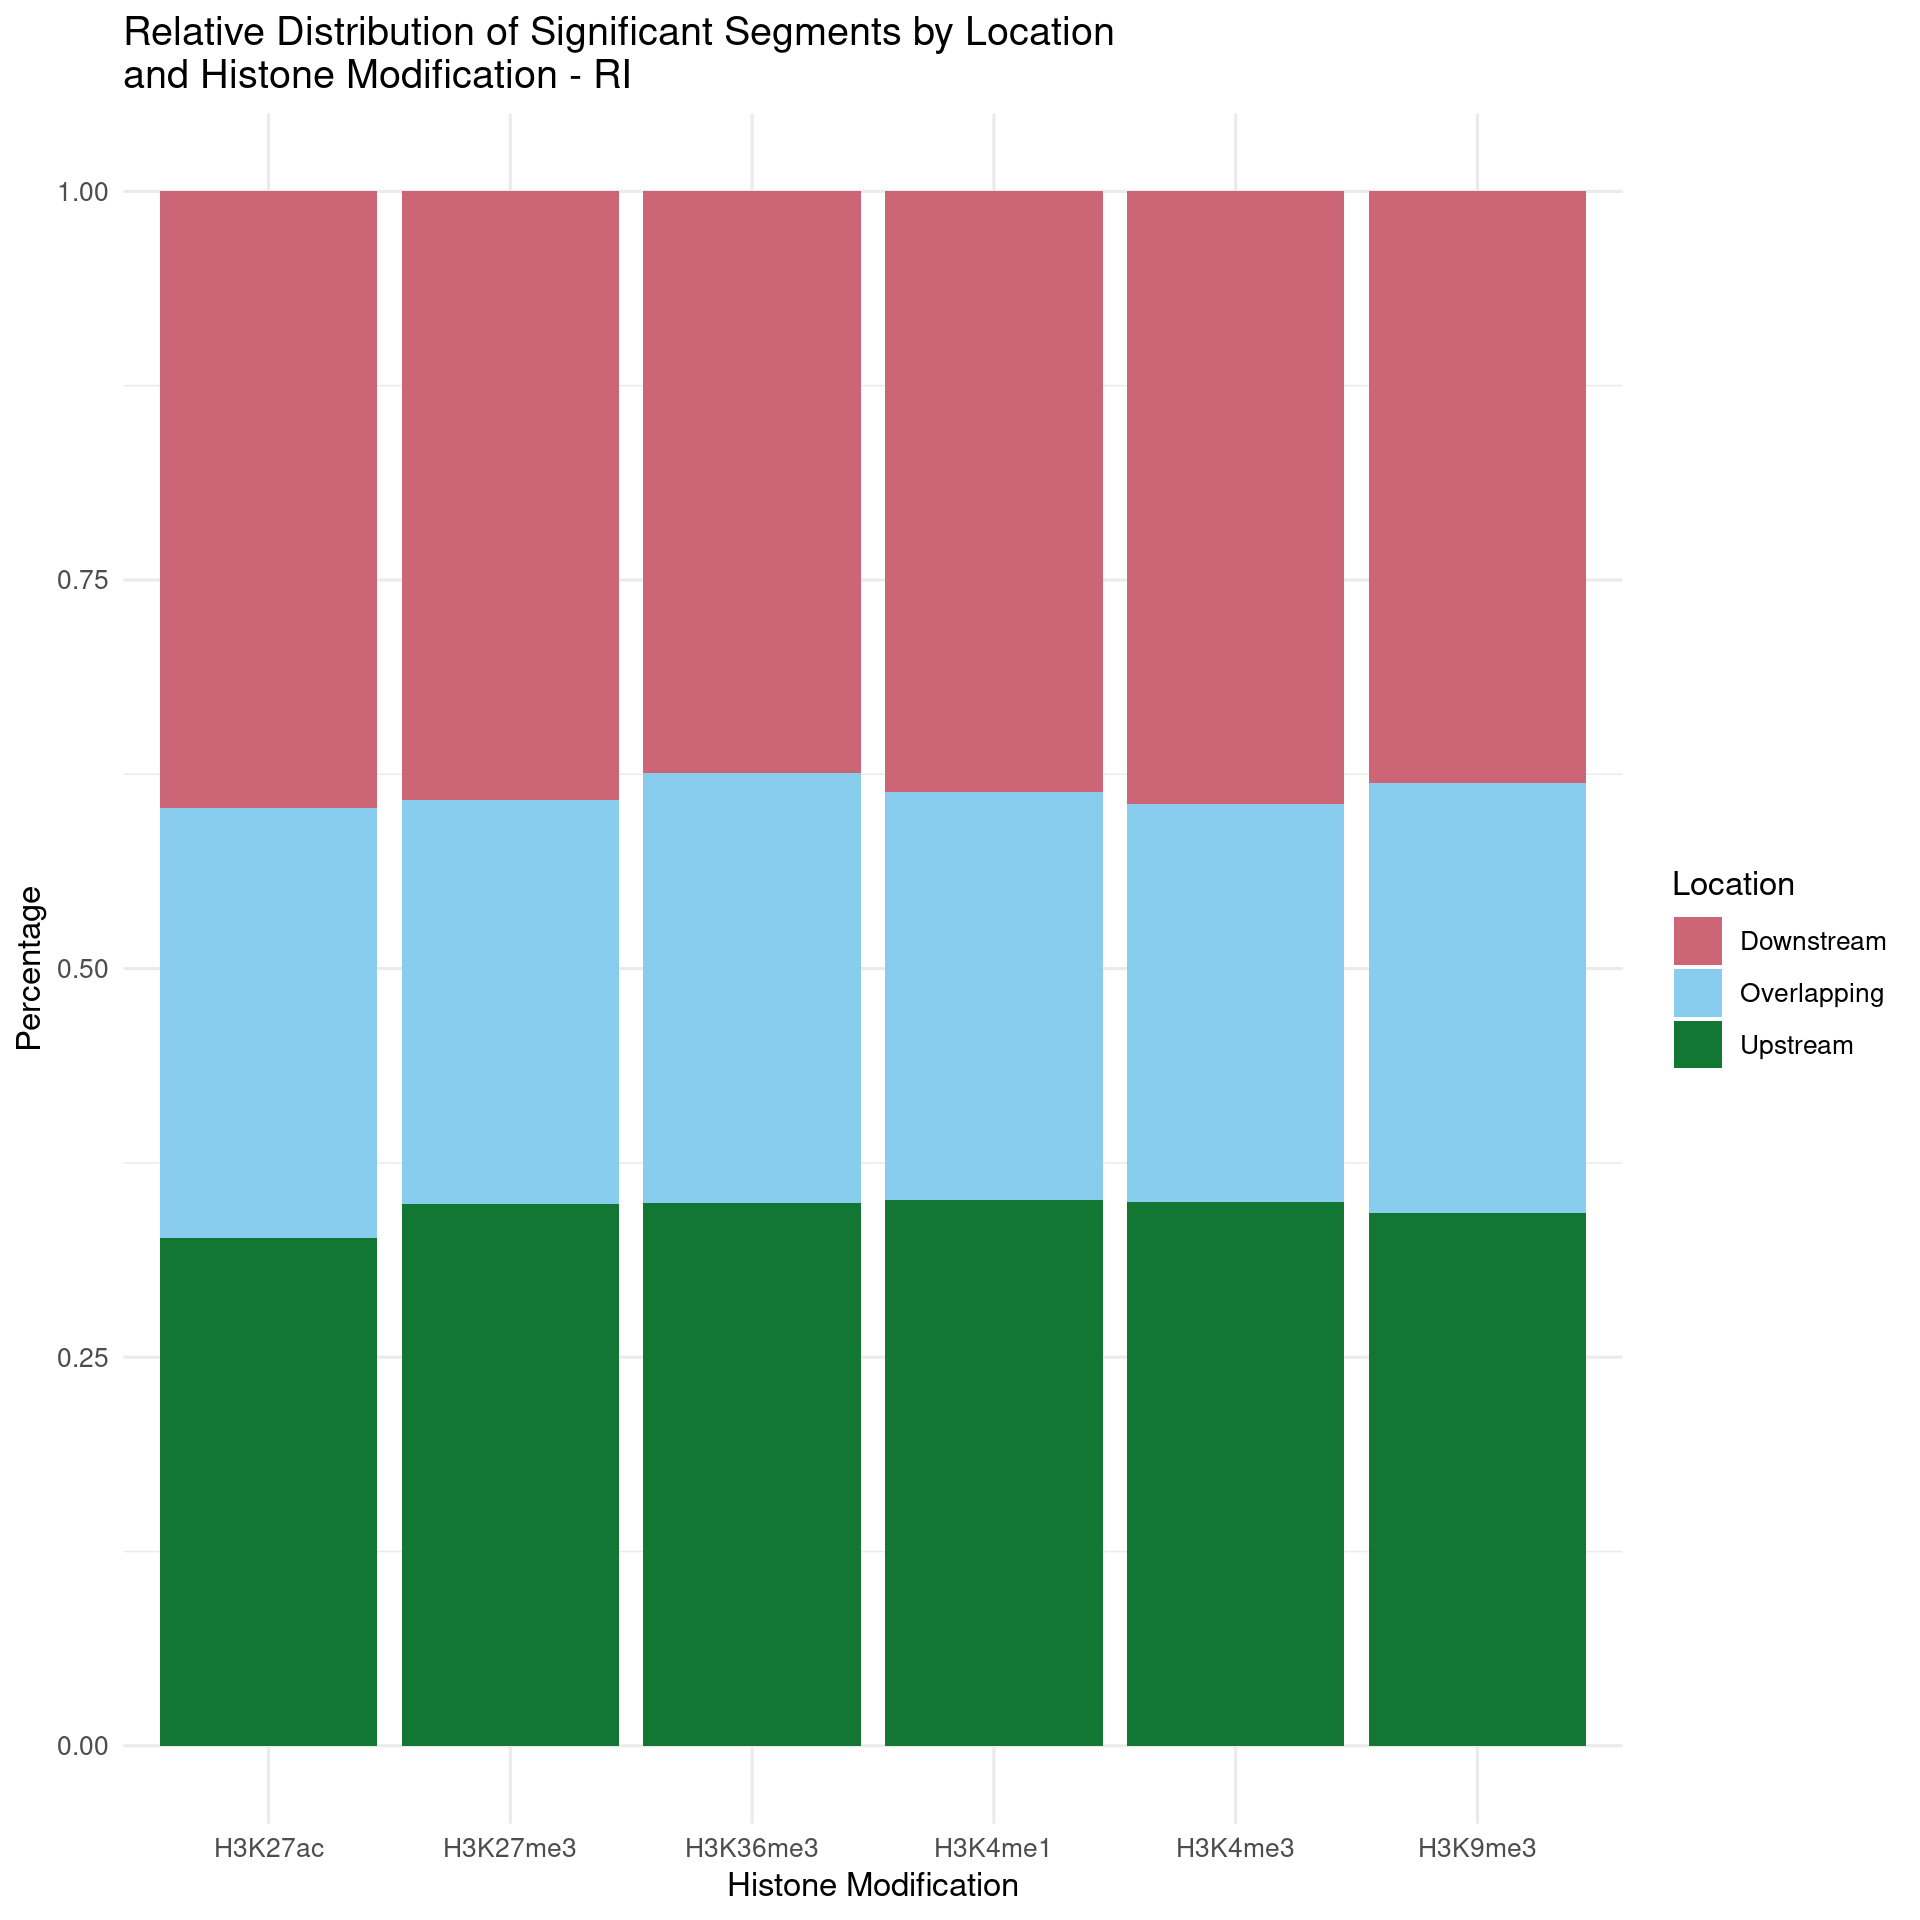 Relative Distribution of Significant Segments by Location
and Histone Modification - RI
1.00
0.75
0.50
0.25
0.00
Percentage
H3K27ac
H3K27me3
H3K36me3
H3K4me1
H3K4me3
H3K9me3
Histone Modification
Location
Downstream
Overlapping
Upstream